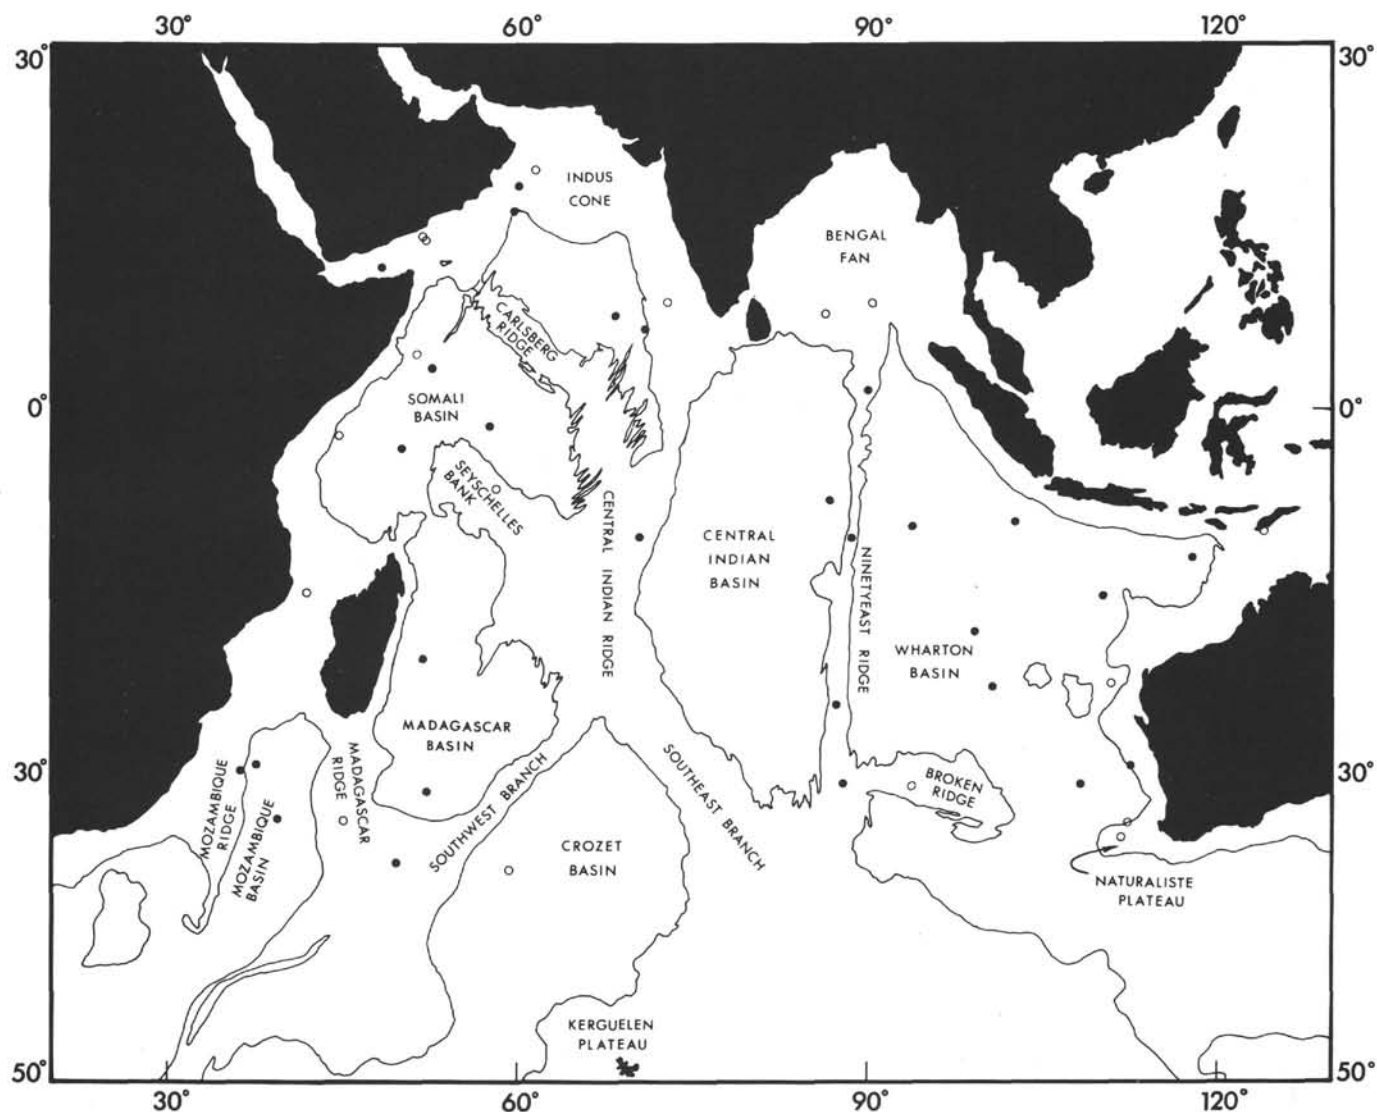 30°
60°
90°
120°
30°
30°
INDUS
CONE
BENGAL
FAN
CARLSBERG
RIDGE
SOMALI
BASIN
0°
0°
SEYSCHELLES
BANK
CENTRAL INDIAN RIDGE
CENTRAL
INDIAN
BASIN
NINETYEAST RIDGE
WHARTON
BASIN
MADAGASCAR
BASIN
30°
30°
MOZAMBIQUE
RIDGE
MOZAMBIQUE
BASIN
MADAGASCAR
RIDGE
SOUTHWEST BRANCH
SOUTHEAST BRANCH
BROKEN
RIDGE
CROZET
BASIN
NATURALISTE
PLATEAU
KERGUELEN
PLATEAU
50°
50°
30°
60°
90°
120°